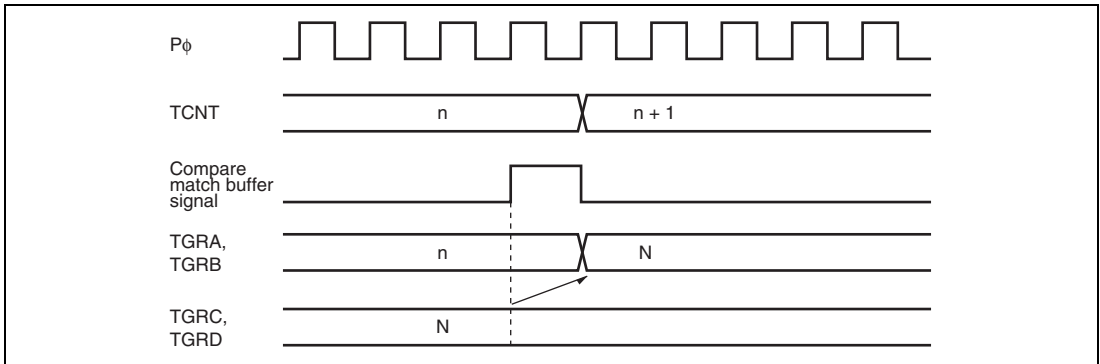 Pϕ
TCNT
n
n + 1
Compare
match buffer
signal
TGRA,
TGRB
n
N
TGRC,
TGRD
N